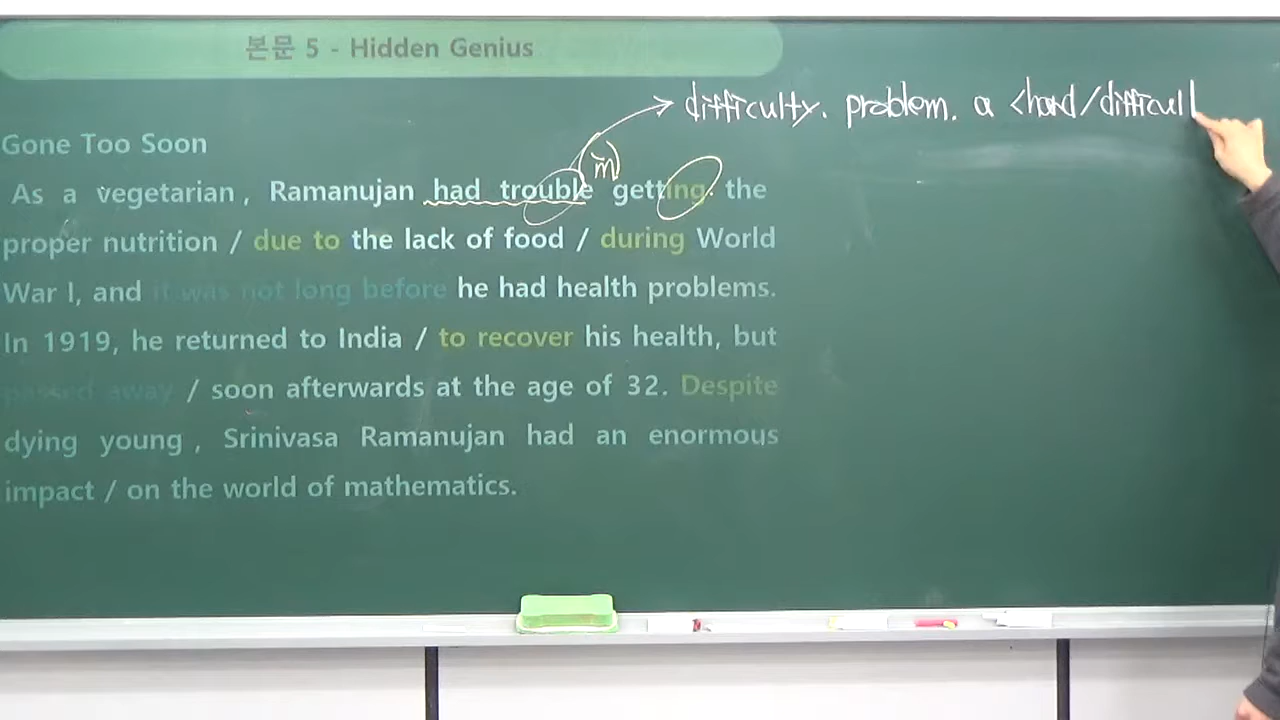 본문 5 - Hidden Genius
difficulty. problem. a <hard/difficul
Gone Too Soon
(in)
As a vegetarian, Ramanujan had trouble getting the
proper nutrition / due to the lack of food / during World
War I, and it was not long before he had health problems.
In 1919, he returned to India / to recover his health, but
passed away / soon afterwards at the age of 32. Despite
dying young, Srinivasa Ramanujan had an enormous
impact / on the world of mathematics.